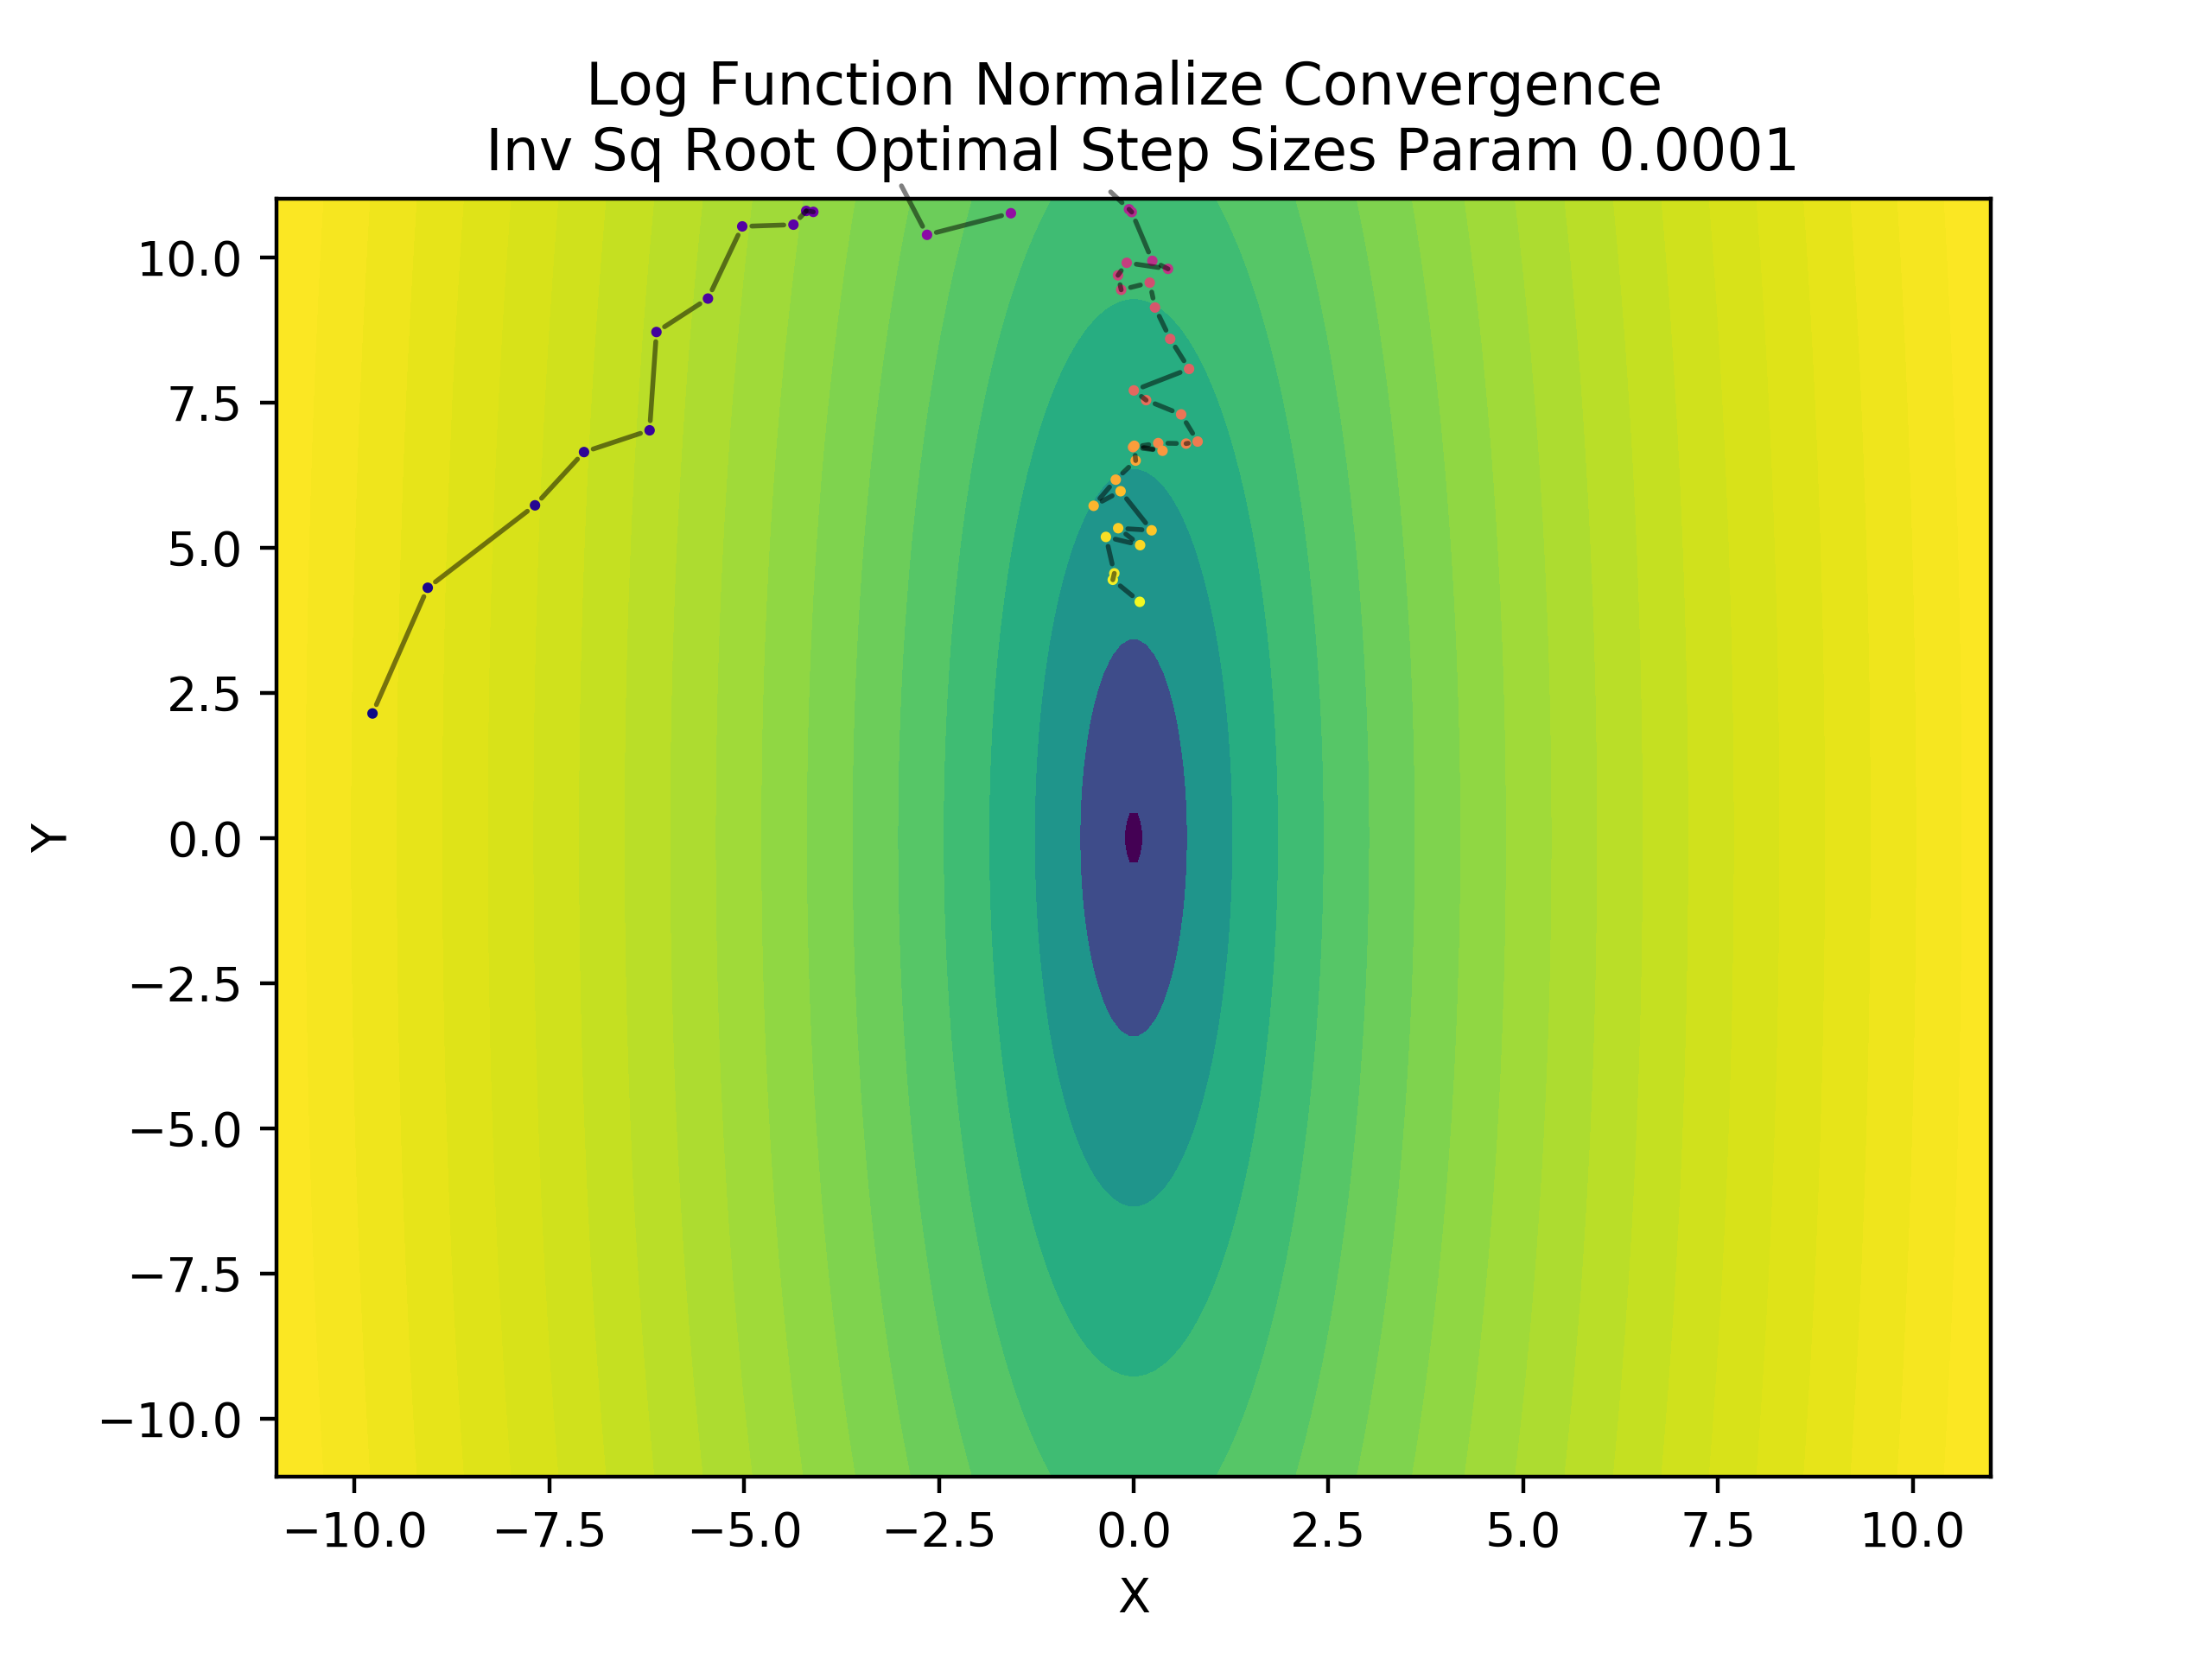 Log Function Normalize Convergence
Inv Sq Root Optimal Step Sizes Param 0.0001
10.0
7.5
5.0
2.5
0.0
−2.5
−5.0
−7.5
−10.0
Y
−10.0 −7.5 −5.0 −2.5 0.0 2.5 5.0 7.5 10.0
X